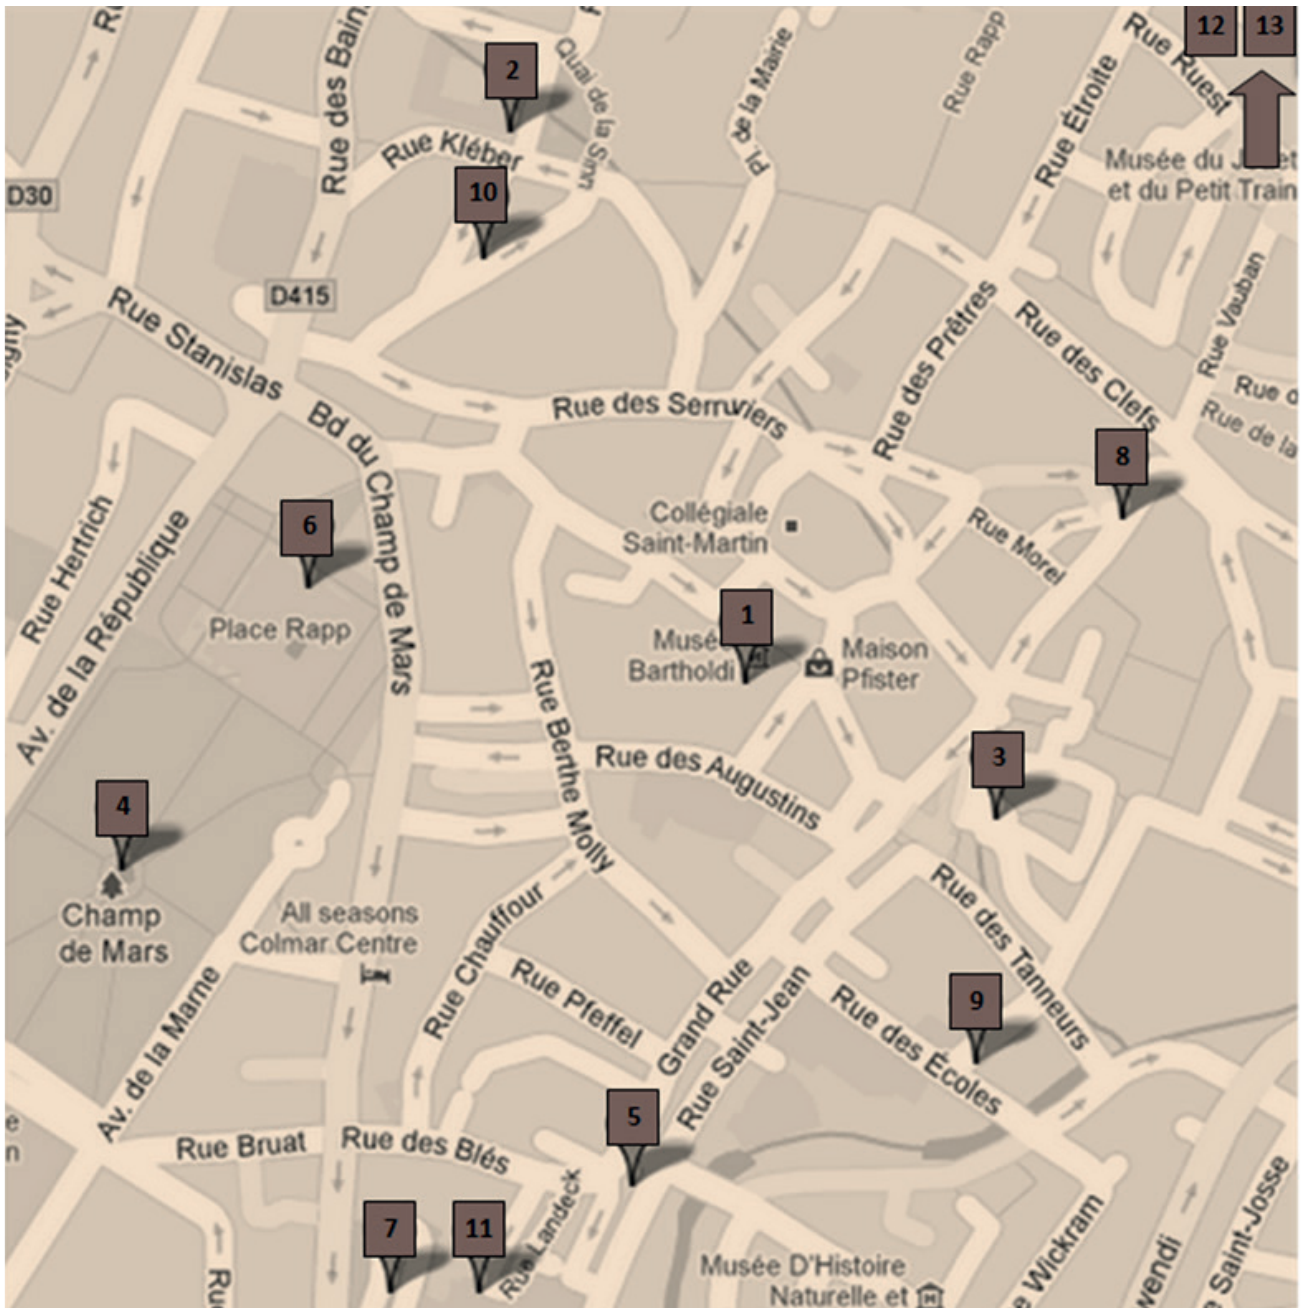 12
13
Rue Ruest
Rue des Bains
2
Quai de la Sinn
Pl. de la Mairie
Rue Rapp
Rue Étroite
Rue Kléber
Musée du
et du Petit Train
D30
10
D415
Rue Vauban
Rue Stanislas
Rue des Prêtres
Rue des Clefs
Rue
Rue de la
Bd du Champ de Mars
Rue des Serruriers
8
6
Collégiale
Saint-Martin
Rue Morel
Rue Hertrich
Av. de la République
Place Rapp
1
Bartholdi
Maison
Pfister
Rue Berthe Molly
Rue des Augustins
3
4
Champ
de Mars
All seasons
Colmar Centre
Rue Chauffour
Rue des Tanneurs
Rue Pfeffel
Grand Rue
Rue Saint-Jean
9
Rue des Écoles
Av. de la Marne
5
Rue Bruat
Rue des Blés
7
11
Rue Landeck
Musée D'Histoire
Naturelle et
Wickram
Saint-Josse